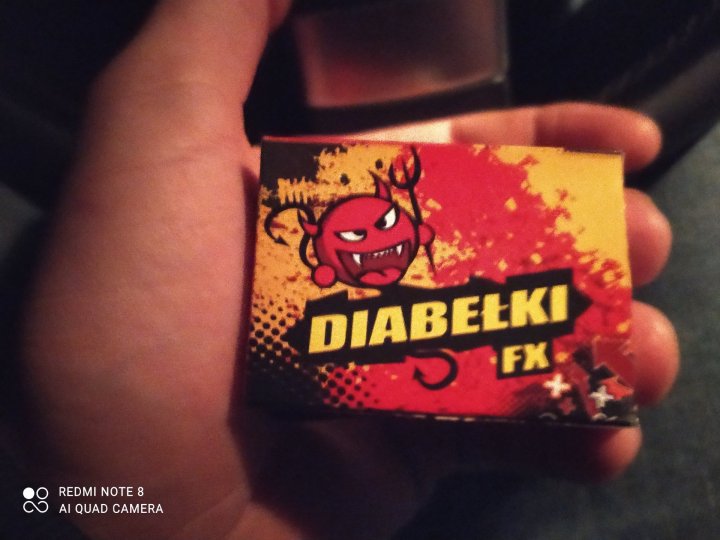 DIABEŁKI
FX
REDMI NOTE 8
AI QUAD CAMERA